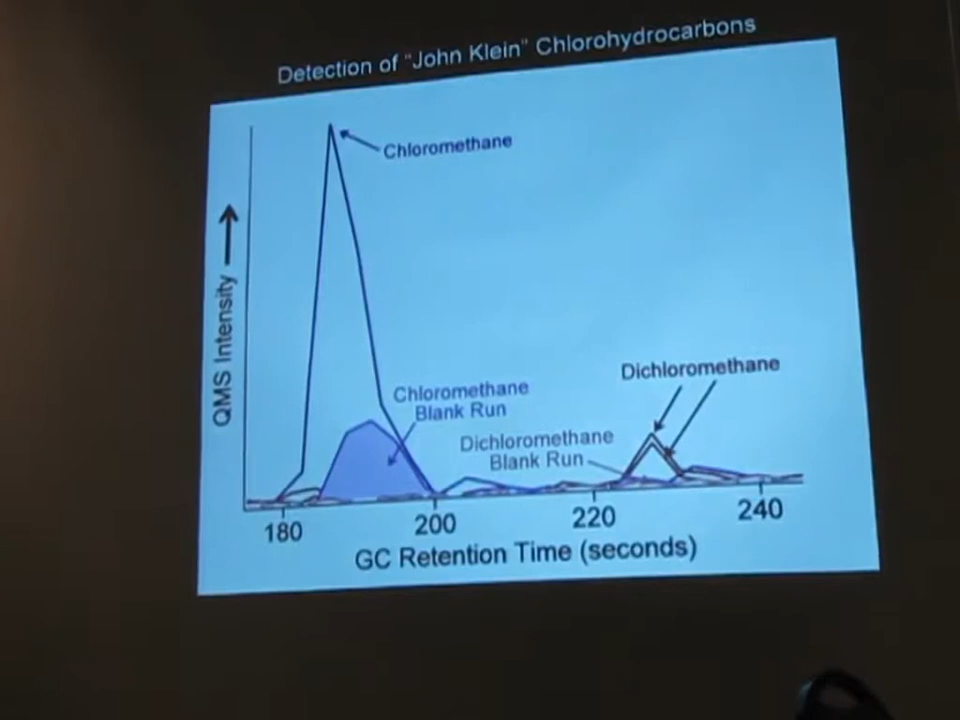 Detection of "John Klein" Chlorohydrocarbons
Chloromethane
QMS Intensity
Chloromethane
Blank Run
Dichloromethane
Dichloromethane
Blank Run
180
200
220
240
GC Retention Time (seconds)